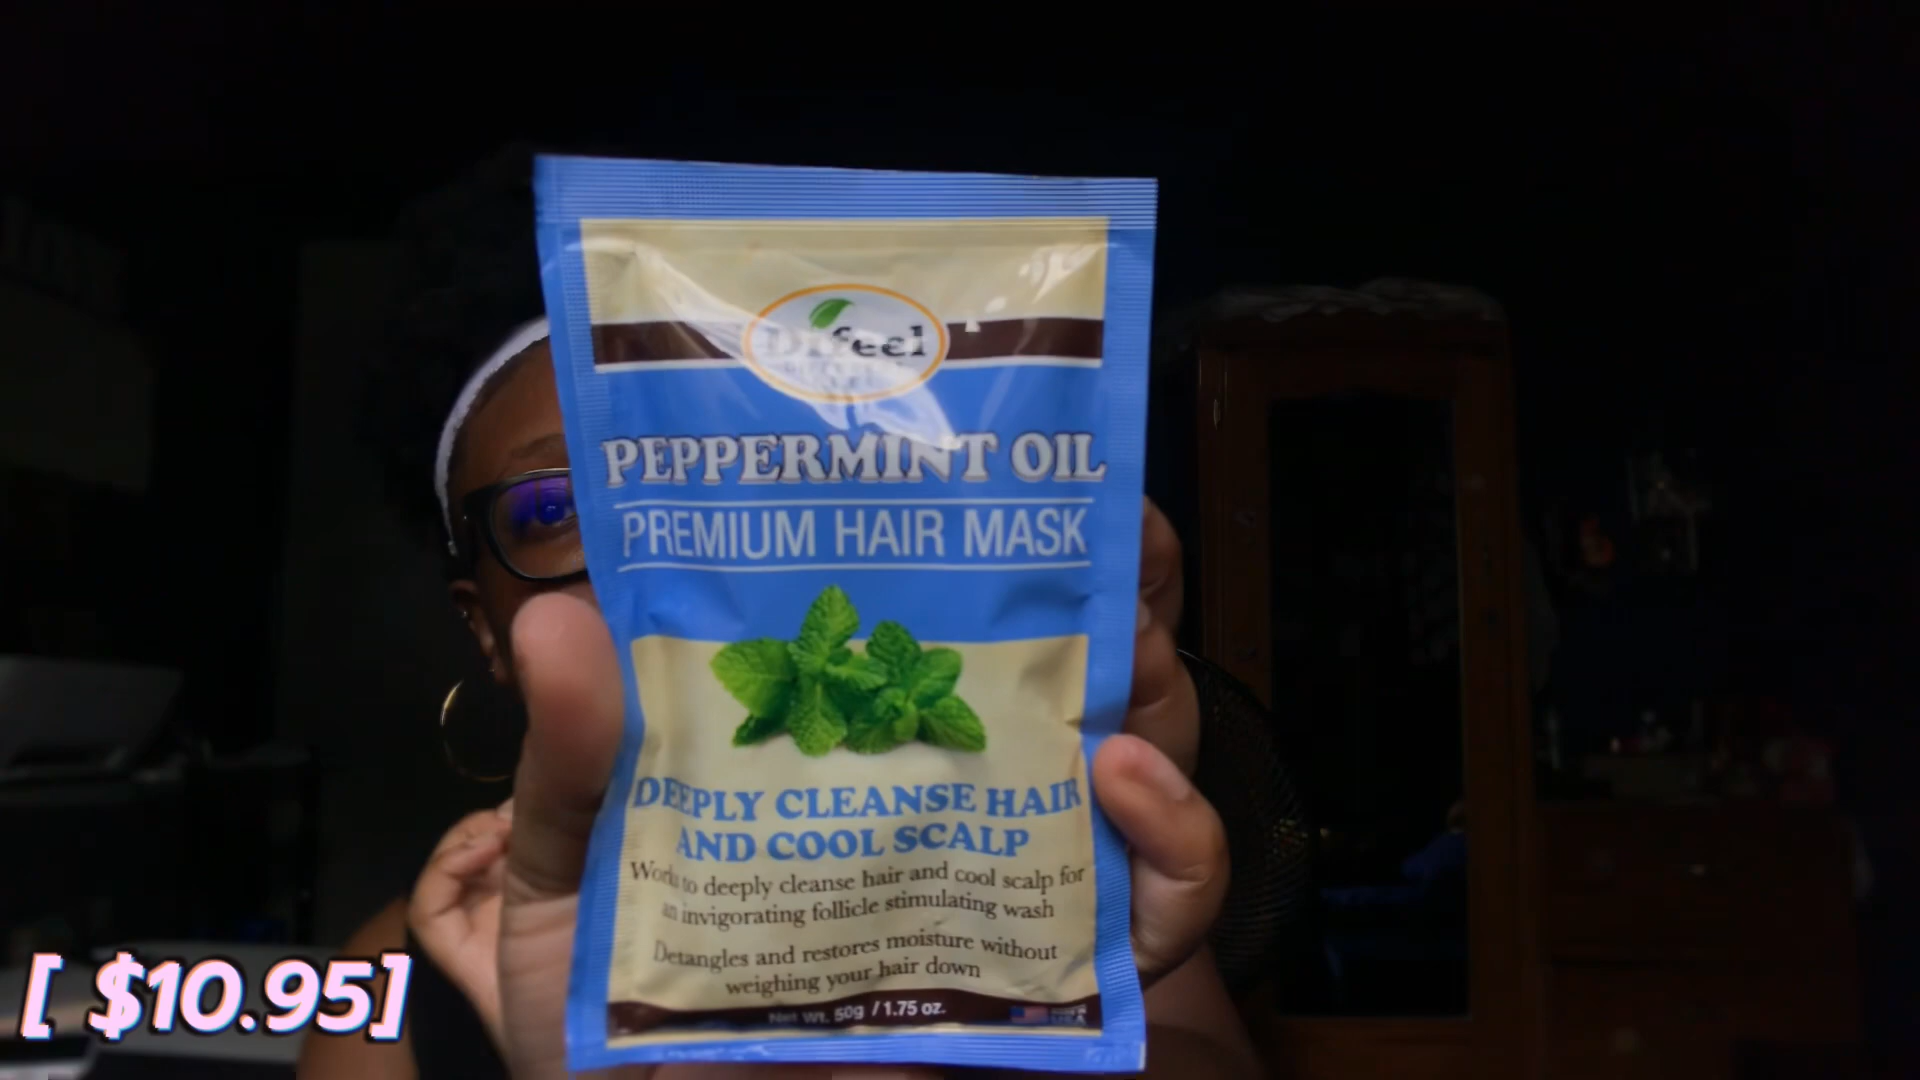 Difeel
PEPPERMINT OIL
PREMIUM HAIR MASK
DEEPLY CLEANSE HAIR
AND COOL SCALP
Works to deeply cleanse hair and cool scalp for
an invigorating follicle stimulating wash
Detangles and restores moisture without
weighing your hair down
Net Wt. 50g / 1.75 oz.
USA
[ $10.95]